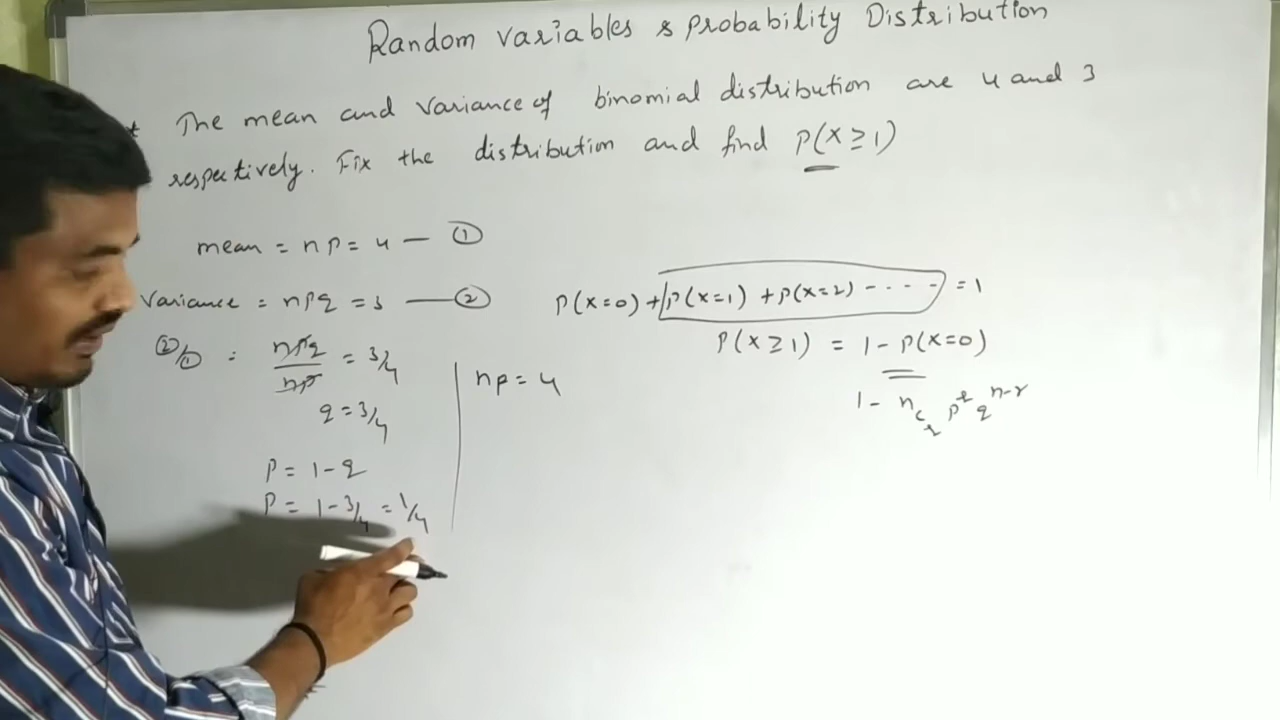 Random variables & probability Distribution
The mean and variance of binomial distribution are 4 and 3
respectively. Fix the distribution and find P(x ≥ 1)
mean = np = 4 — ①
Variance = npq = 3 — ②
②/① = npq/np = 3/4
q = 3/4
P = 1 - q
P = 1 - 3/4 = 1/4
np = 4
P(x=0) + P(x=1) + P(x=2) - - - - = 1
P(x ≥ 1) = 1 - P(x=0)
1 - n c r p^r q^n-r